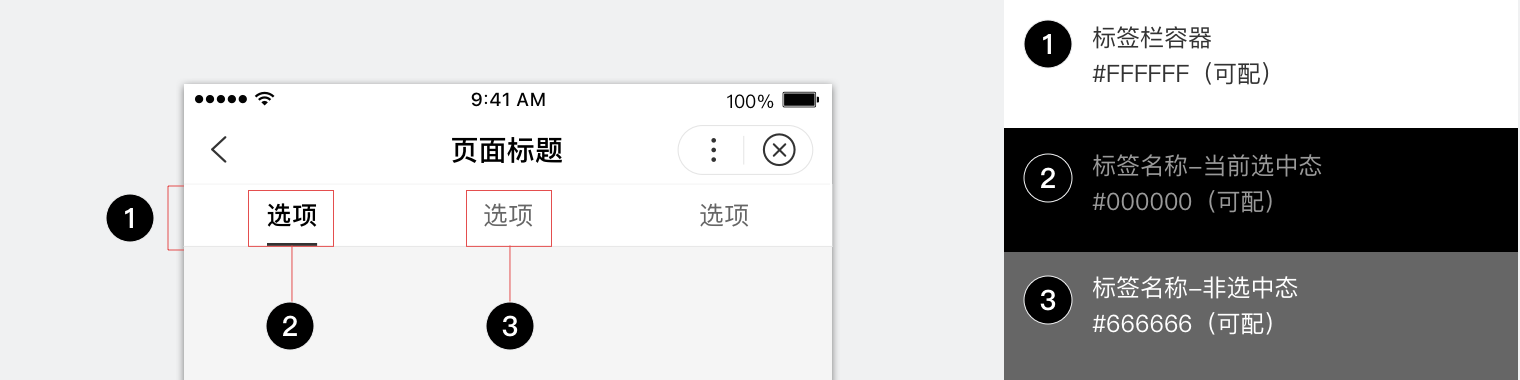 9:41 AM
100%
页面标题
选项
选项
选项
1
2
3
1
标签栏容器
#FFFFFF（可配）
2
标签名称-当前选中态
#000000（可配）
3
标签名称-非选中态
#666666（可配）